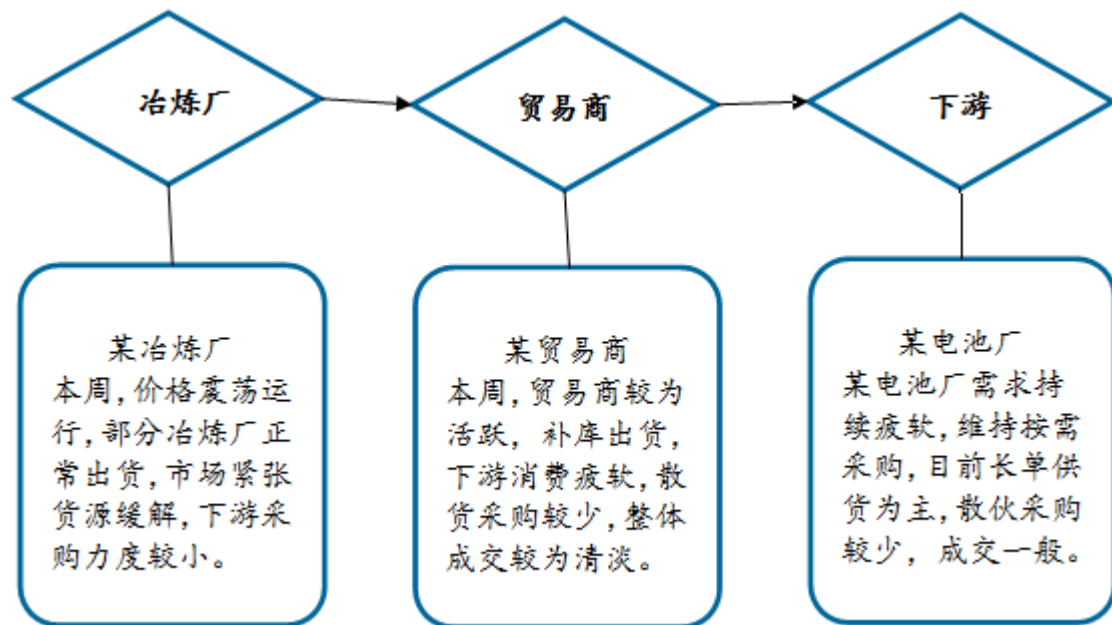 冶炼厂
贸易商
下游
某冶炼厂
本周,价格震荡运
行,部分冶炼厂正
常出货,市场紧张
货源缓解,下游采
购力度较小。
某贸易商
本周,贸易商较为
活跃,补库出货,
下游消费疲软,散
货采购较少,整体
成交较为清淡。
某电池厂
某电池厂需求持
续疲软,维持按需
采购,目前长单供
货为主,散伙采购
较少,成交一般。